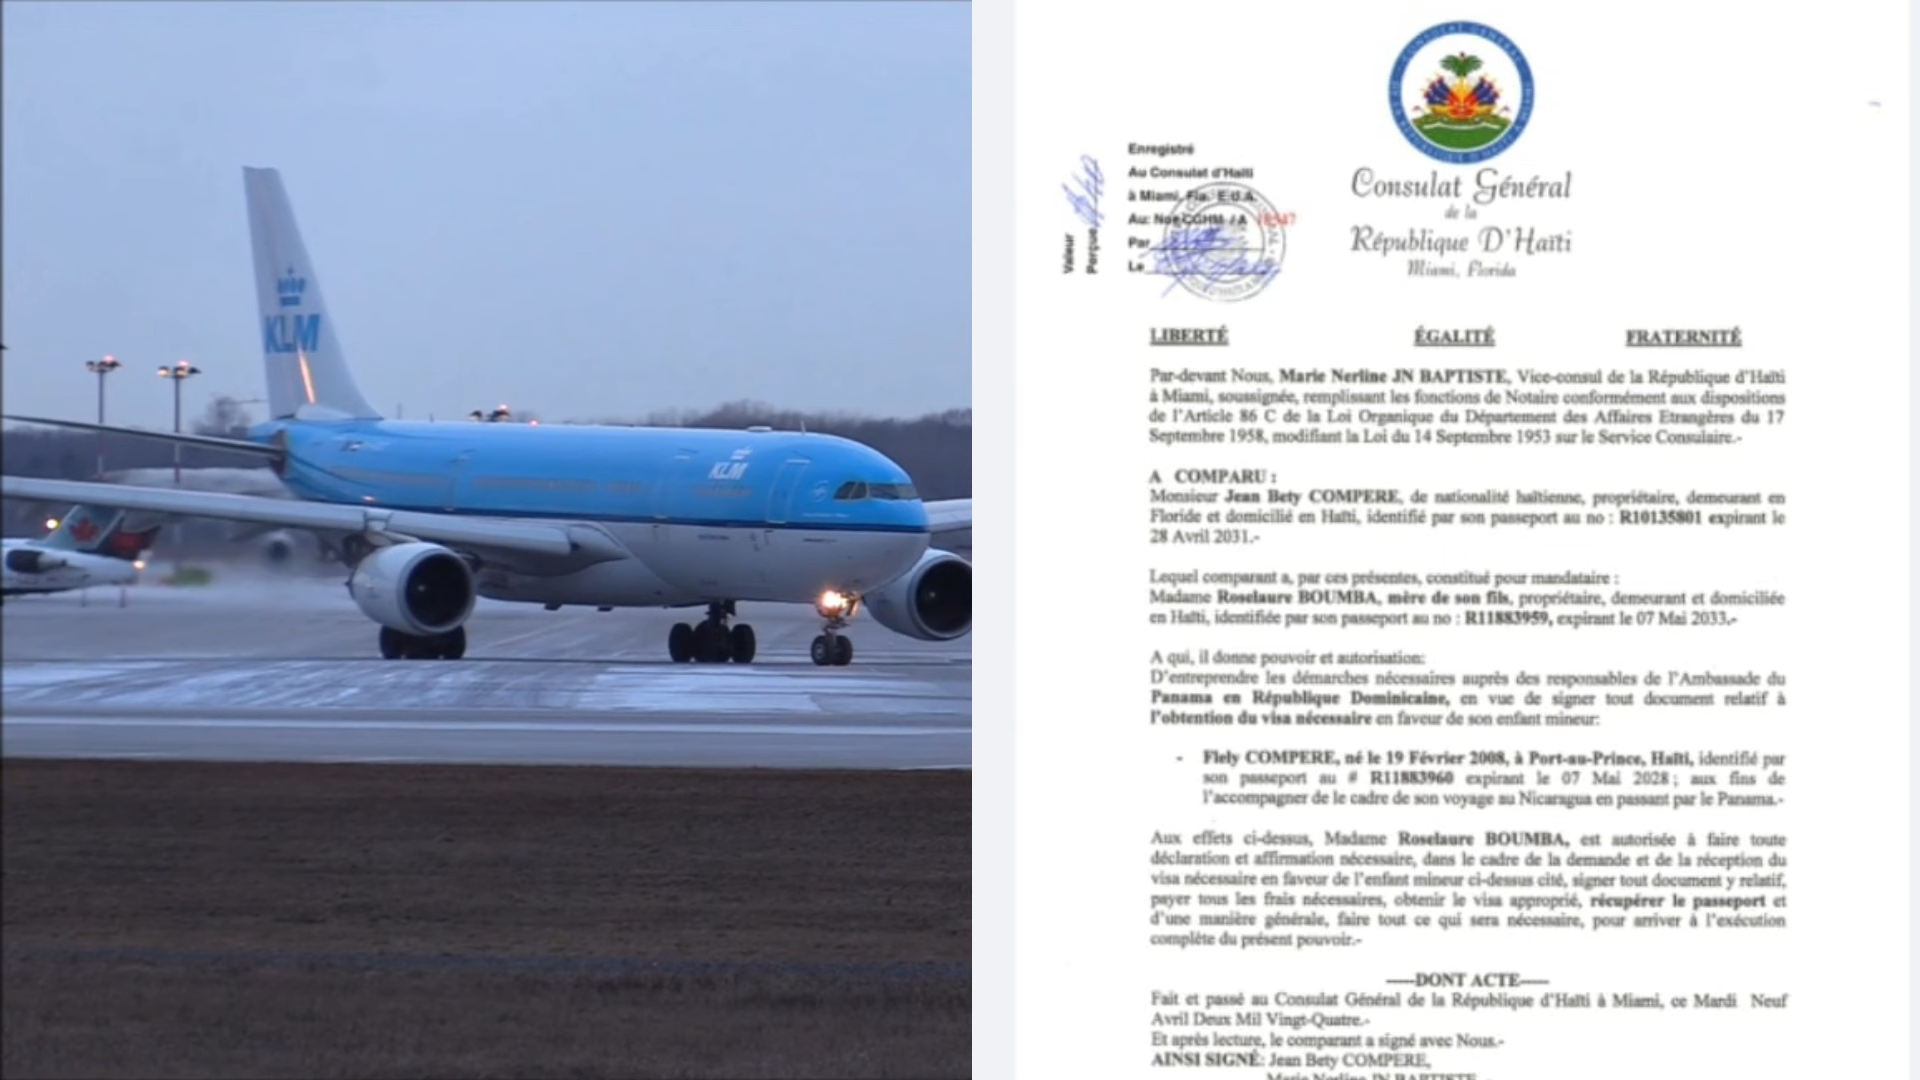 KLM
KLM
Enregistré
Au Consulat d'Haïti
à Miami, Fla. E.U.A.
Au: Noe CGHM / A
Par
Le
Valeur
Perçue
Consulat Général
de la
République D'Haïti
Miami, Florida
LIBERTÉ ÉGALITÉ FRATERNITÉ
Par-devant Nous, Marie Nerline JN BAPTISTE, Vice-consul de la République d'Haïti
à Miami, soussignée, remplissant les fonctions de Notaire conformément aux dispositions
de l'Article 86 C de la Loi Organique du Département des Affaires Etrangères du 17
Septembre 1958, modifiant la Loi du 14 Septembre 1953 sur le Service Consulaire.-
A COMPARU :
Monsieur Jean Bety COMPERE, de nationalité haïtienne, propriétaire, demeurant en
Floride et domicilié en Haïti, identifié par son passeport au no : R10135801 expirant le
28 Avril 2031.-
Lequel comparant a, par ces présentes, constitué pour mandataire :
Madame Roselaure BOUMBA, mère de son fils, propriétaire, demeurant et domiciliée
en Haïti, identifiée par son passeport au no : R11883959, expirant le 07 Mai 2033.-
A qui, il donne pouvoir et autorisation:
D'entreprendre les démarches nécessaires auprès des responsables de l'Ambassade du
Panama en République Dominicaine, en vue de signer tout document relatif à
l'obtention du visa nécessaire en faveur de son enfant mineur:
- Flely COMPERE, né le 19 Février 2008, à Port-au-Prince, Haïti, identifié par
son passeport au # R11883960 expirant le 07 Mai 2028 ; aux fins de
l'accompagner de le cadre de son voyage au Nicaragua en passant par le Panama.-
Aux effets ci-dessus, Madame Roselaure BOUMBA, est autorisée à faire toute
déclaration et affirmation nécessaire, dans le cadre de la demande et de la réception du
visa nécessaire en faveur de l'enfant mineur ci-dessus cité, signer tout document y relatif,
payer tous les frais nécessaires, obtenir le visa approprié, récupérer le passeport et
d'une manière générale, faire tout ce qui sera nécessaire, pour arriver à l'exécution
complète du présent pouvoir.-
-----DONT ACTE-----
Fait et passé au Consulat Général de la République d'Haïti à Miami, ce Mardi Neuf
Avril Deux Mil Vingt-Quatre.-
Et après lecture, le comparant a signé avec Nous.-
AINSI SIGNÉ: Jean Bety COMPERE,
Marie Nerline JN BAPTISTE.-